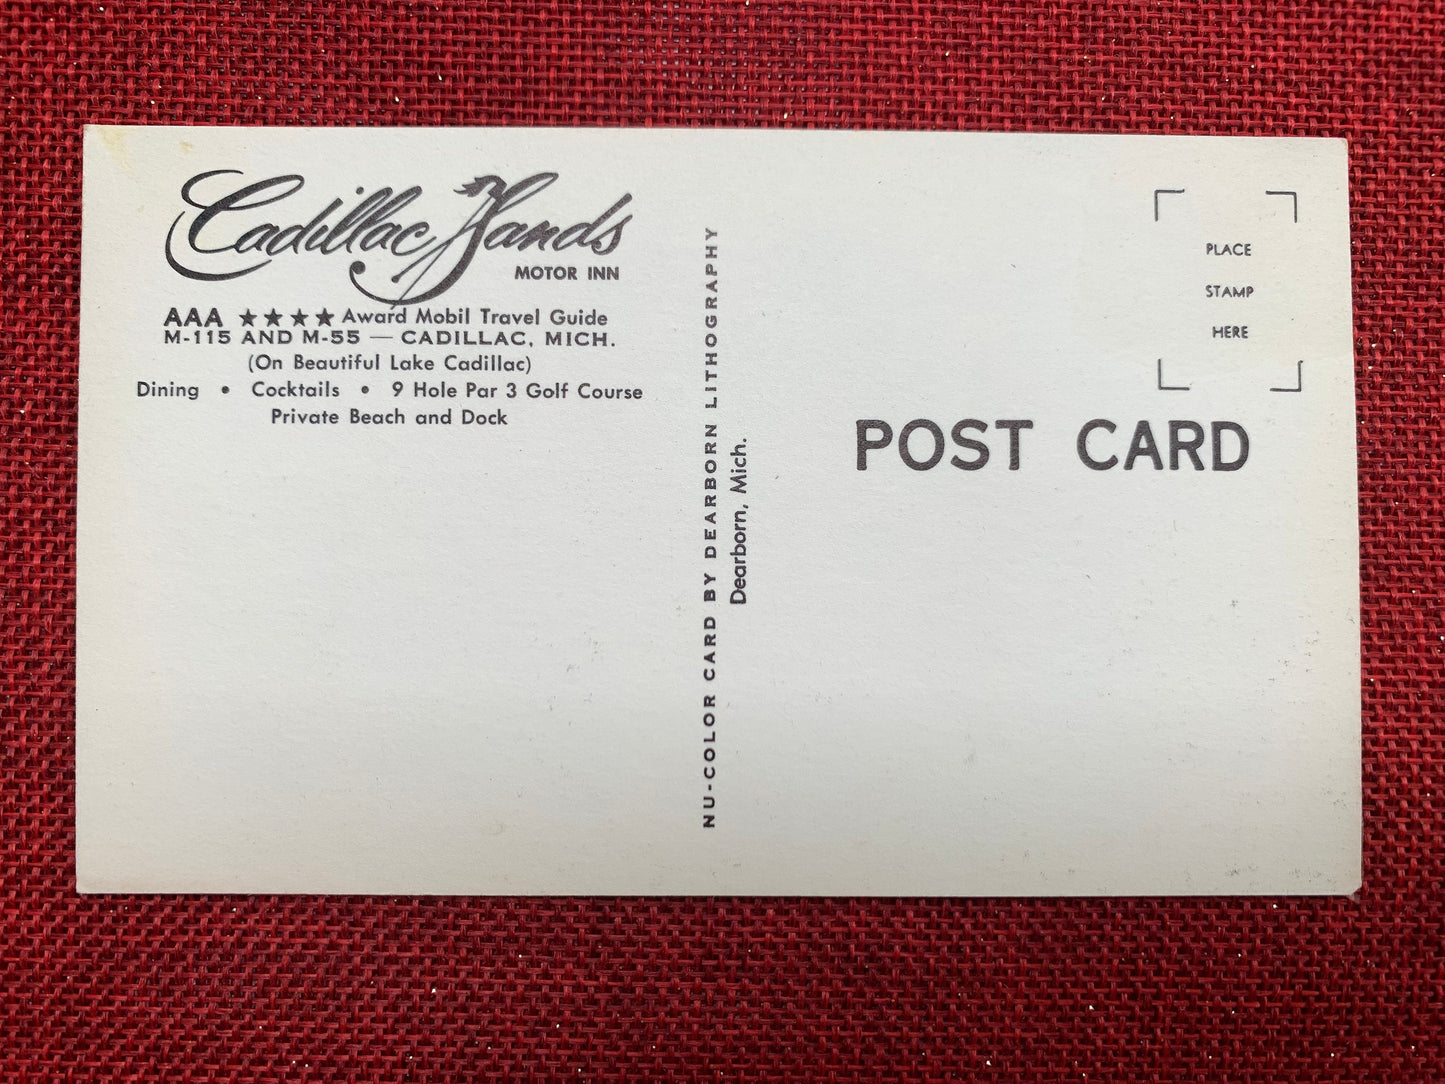 Cadillac Sands
MOTOR INN
AAA ★★★★ Award Mobil Travel Guide
M-115 AND M-55 — CADILLAC, MICH.
(On Beautiful Lake Cadillac)
Dining • Cocktails • 9 Hole Par 3 Golf Course
Private Beach and Dock
NU-COLOR CARD BY DEARBORN LITHOGRAPHY
Dearborn, Mich.
PLACE
STAMP
HERE
POST CARD